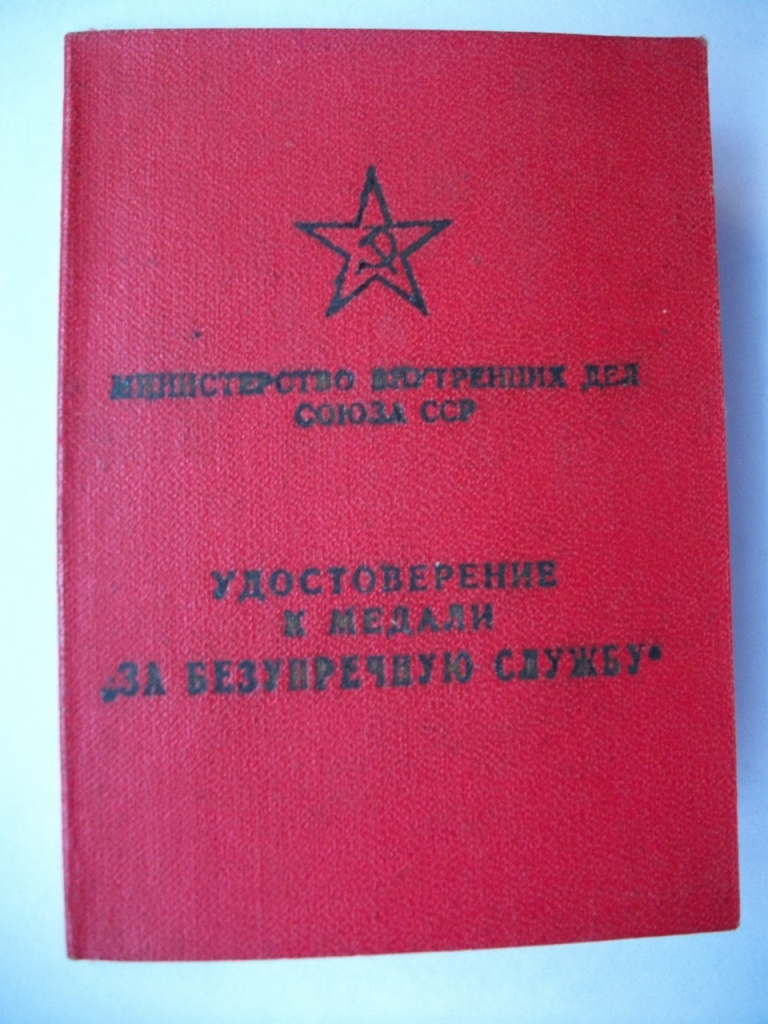 МИНИСТЕРСТВО ВНУТРЕННИХ ДЕЛ
СОЮЗА ССР
УДОСТОВЕРЕНИЕ
К МЕДАЛИ
„ЗА БЕЗУПРЕЧНУЮ СЛУЖБУ“